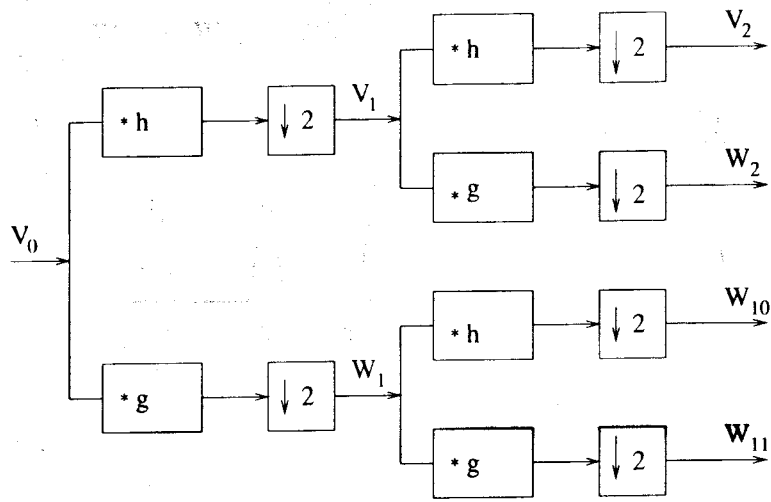 V₂
* h
↓ 2
V₁
* h
↓ 2
W₂
* g
↓ 2
V₀
W₁₀
* h
↓ 2
W₁
* g
↓ 2
W₁₁
* g
↓ 2